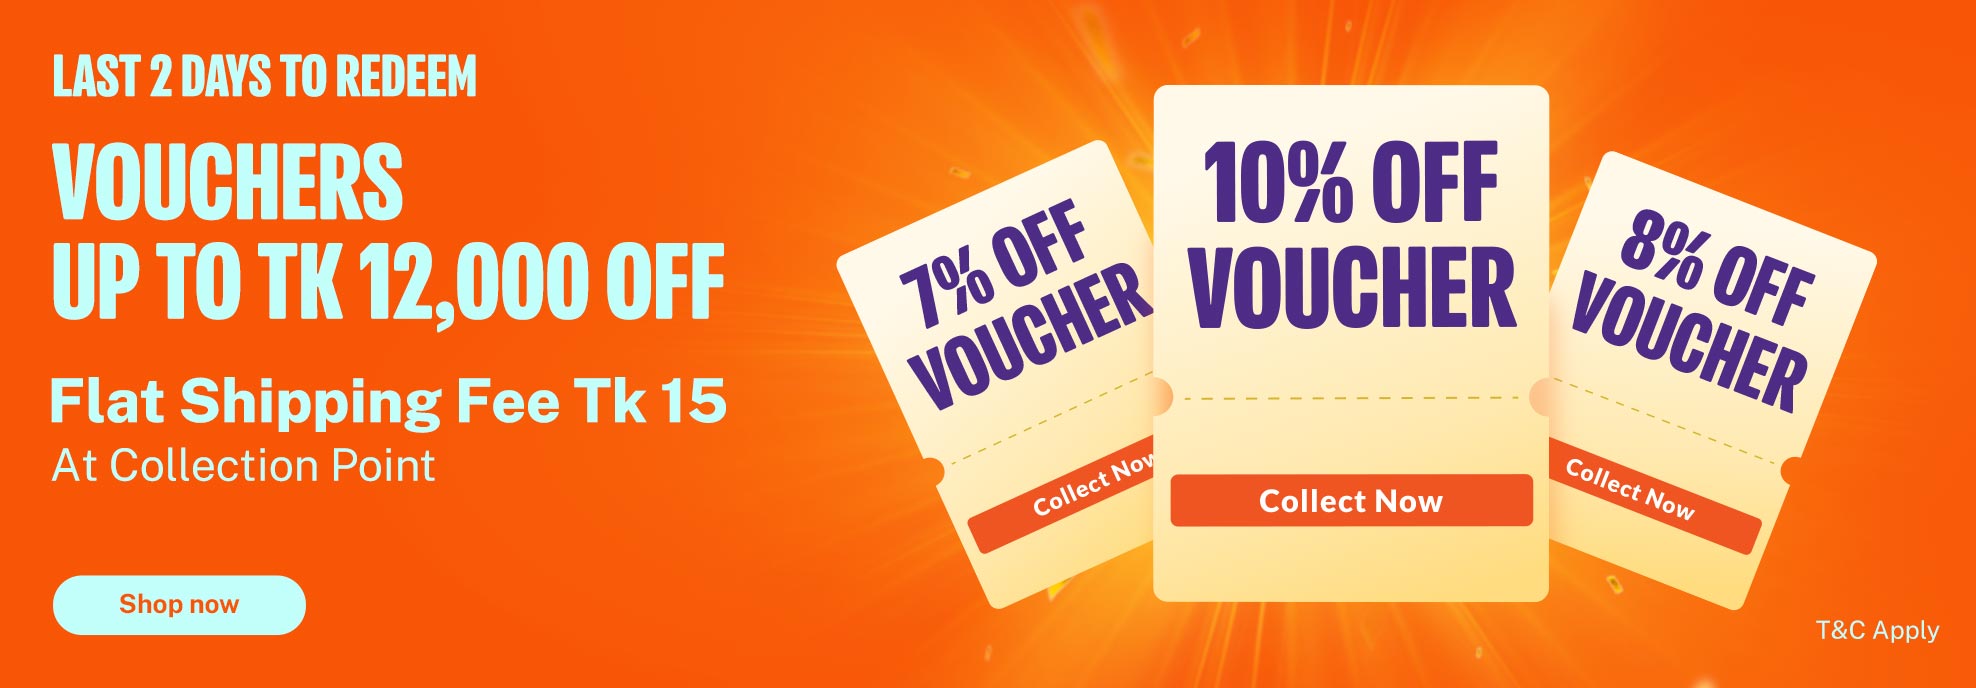 LAST 2 DAYS TO REDEEM
VOUCHERS
UP TO TK 12,000 OFF
Flat Shipping Fee Tk 15
At Collection Point
Shop now
7% OFF
VOUCHER
Collect Now
10% OFF
VOUCHER
Collect Now
8% OFF
VOUCHER
Collect Now
T&C Apply